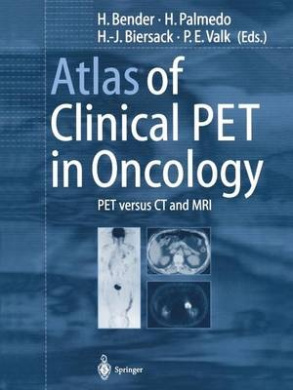 H. Bender · H. Palmedo
H.-J. Biersack · P. E. Valk (Eds.)
Atlas of
Clinical PET
in Oncology
PET versus CT and MRI
Springer